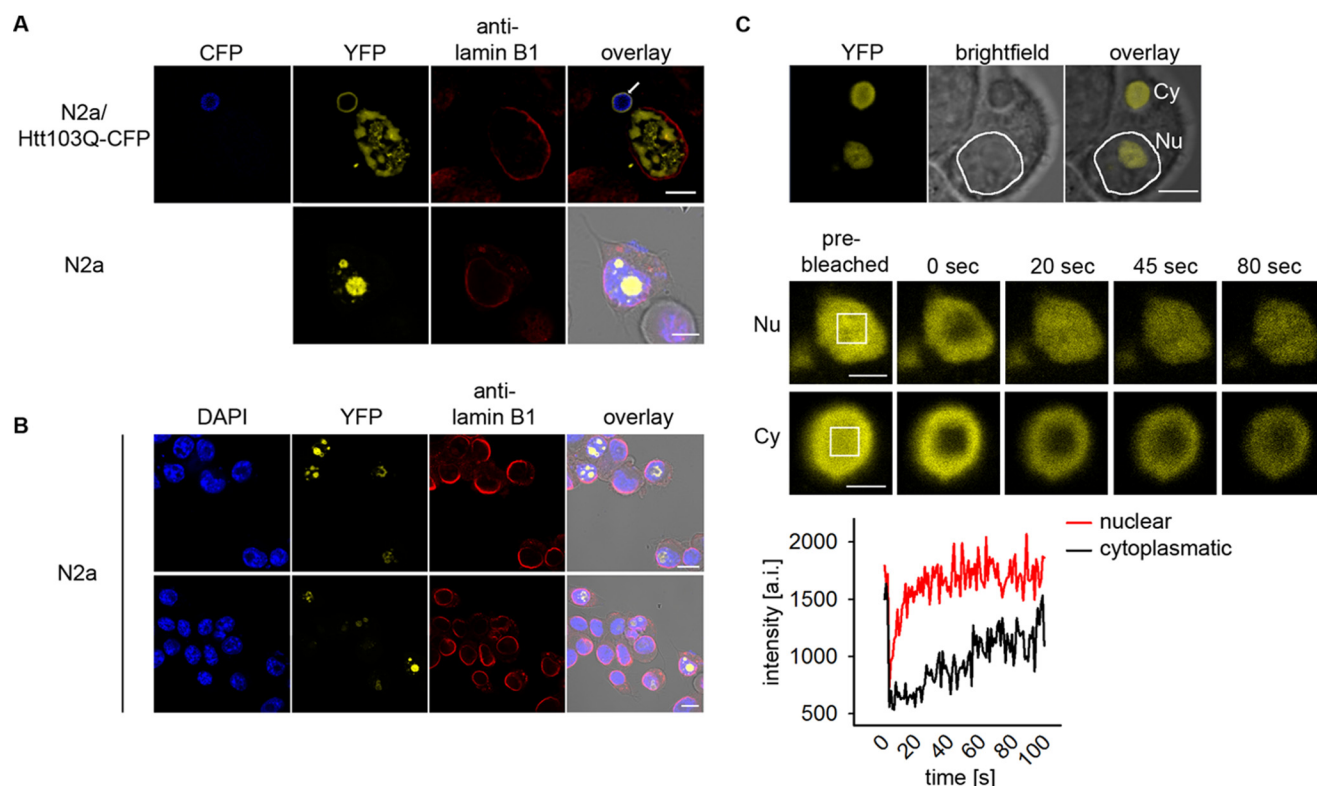 A
anti-
CFP YFP lamin B1 overlay
N2a/
Htt103Q-CFP
N2a
B
anti-
DAPI YFP lamin B1 overlay
N2a
C
YFP brightfield overlay
Cy
Nu
pre-
bleached 0 sec 20 sec 45 sec 80 sec
Nu
Cy
nuclear
cytoplasmatic
intensity [a.i.]
2000
1500
1000
500
0 20 40 60 80 100
time [s]